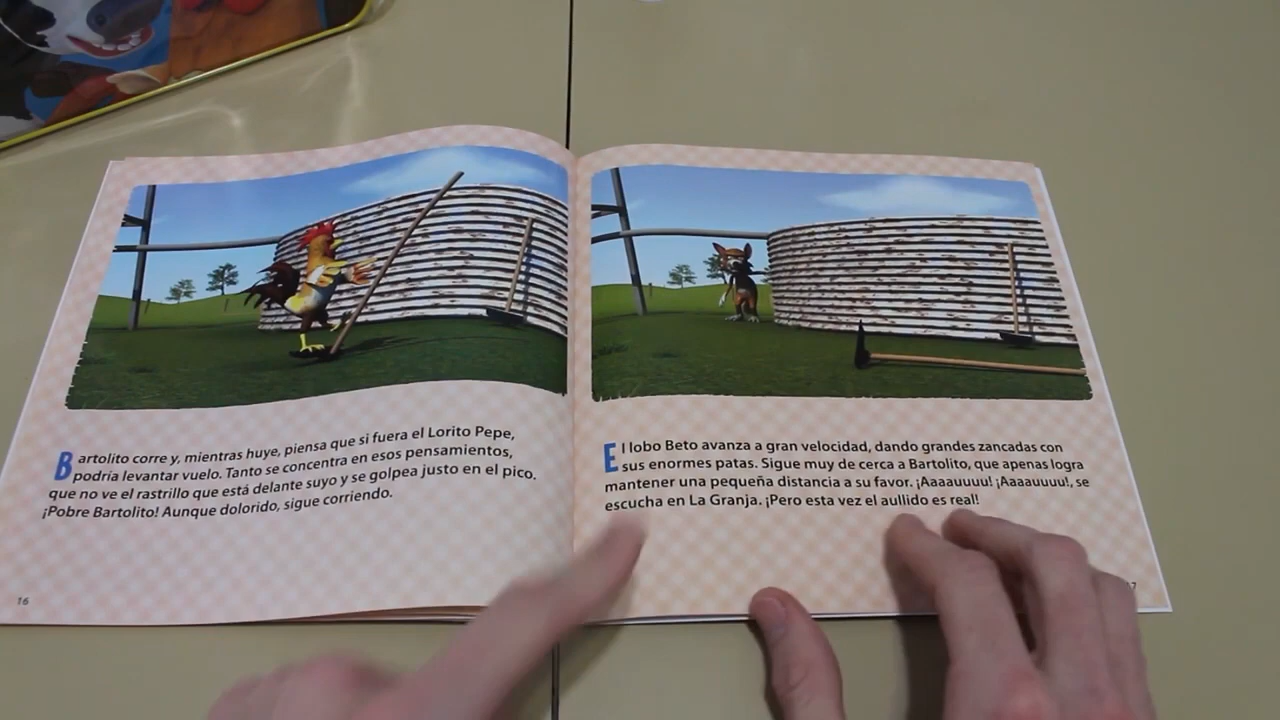 Bartolito corre y, mientras huye, piensa que si fuera el Lorito Pepe,
podría levantar vuelo. Tanto se concentra en esos pensamientos,
que no ve el rastrillo que está delante suyo y se golpea justo en el pico.
¡Pobre Bartolito! Aunque dolorido, sigue corriendo.
16
El lobo Beto avanza a gran velocidad, dando grandes zancadas con
sus enormes patas. Sigue muy de cerca a Bartolito, que apenas logra
mantener una pequeña distancia a su favor. ¡Aaaauuuu! ¡Aaaauuuu!, se
escucha en La Granja. ¡Pero esta vez el aullido es real!